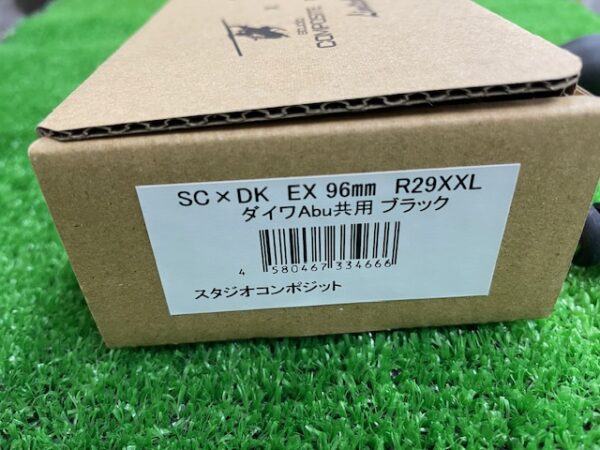 COMPOSITE
SC×DK EX 96mm R29XXL
ダイワAbu共用 ブラック
4 580467 334666
スタジオコンポジット